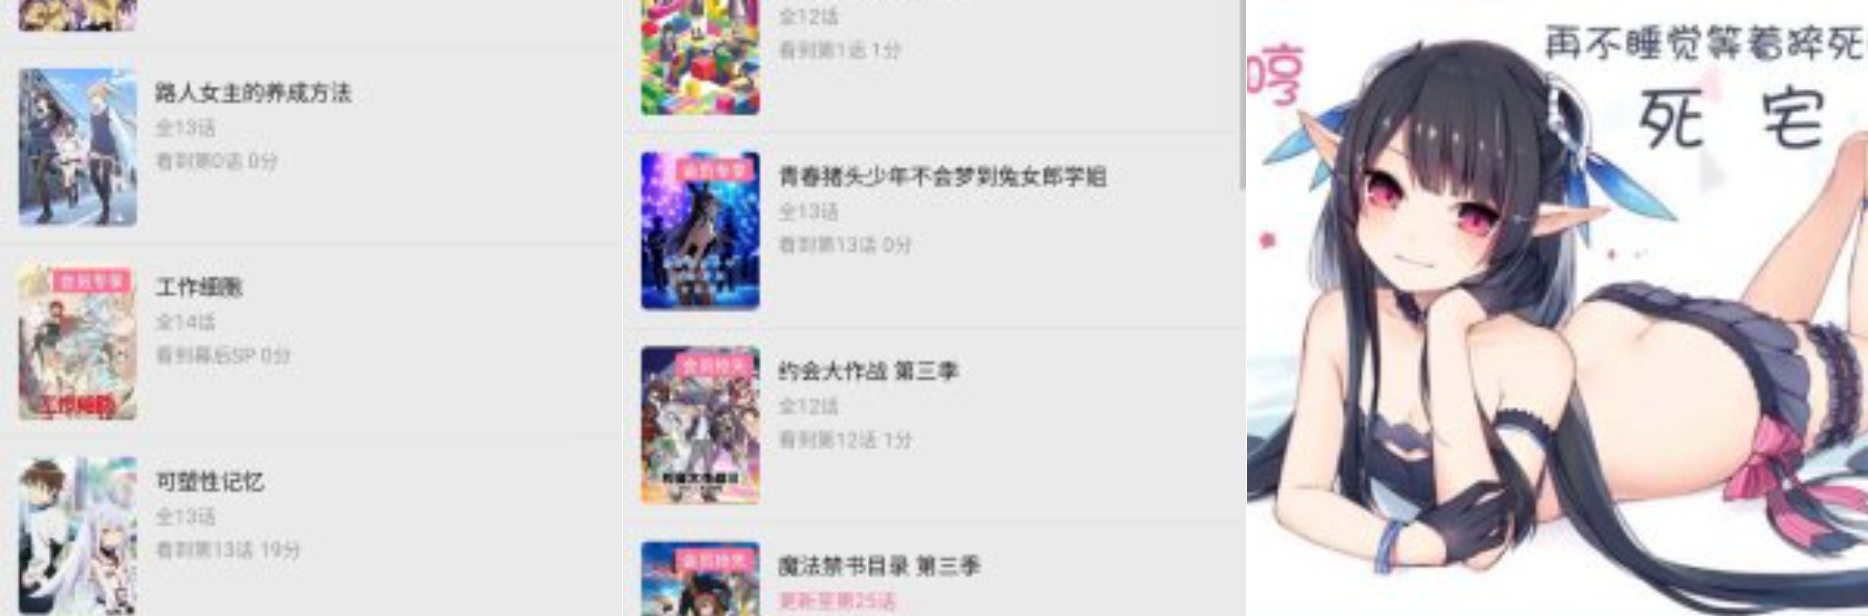 路人女主的养成方法
全13话
看到第0话 0分
会员专享
工作细胞
全14话
看到幕后SP 0分
工作细胞
可塑性记忆
全13话
看到第13话 19分
全12话
看到第1话 1分
会员专享
青春猪头少年不会梦到兔女郎学姐
全13话
看到第13话 0分
会员抢先
约会大作战 第三季
全12话
看到第12话 1分
会员抢先
魔法禁书目录 第三季
更新至第25话
哼
再不睡觉等着猝死
死 宅